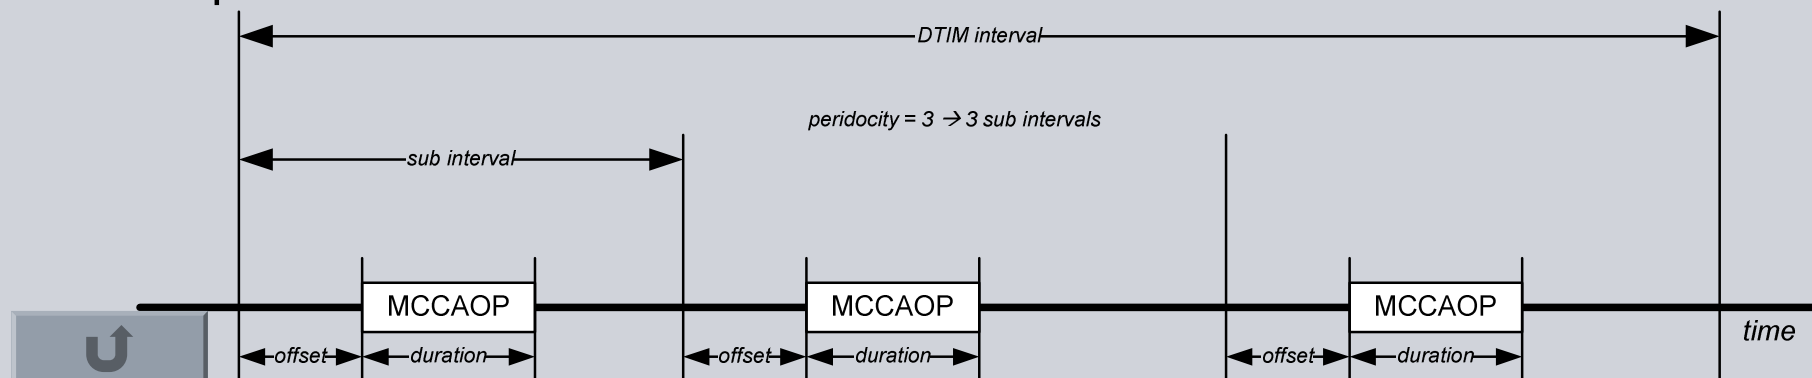 DTIM interval
peridocity = 3 → 3 sub intervals
sub interval
MCCAOP MCCAOP MCCAOP
time
offset duration offset duration offset duration